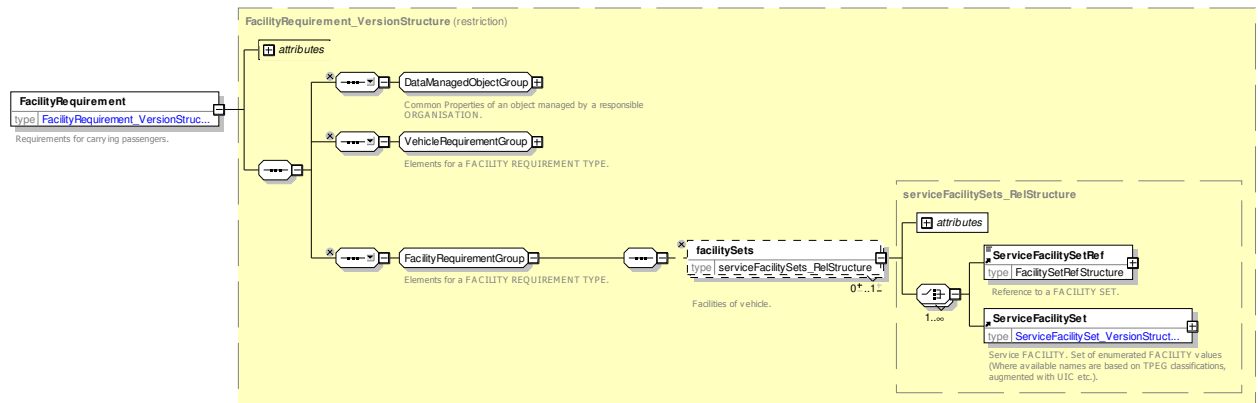 FacilityRequirement_VersionStructure (restriction)
attributes
FacilityRequirement
type FacilityRequirement_VersionStruc...
Requirements for carrying passengers.
DataManagedObjectGroup
Common Properties of an object managed by a responsible
ORGANISATION.
VehicleRequirementGroup
Elements for a FACILITY REQUIREMENT TYPE.
FacilityRequirementGroup
Elements for a FACILITY REQUIREMENT TYPE.
facilitySets
type serviceFacilitySets_RelStructure
Facilities of vehicle.
serviceFacilitySets_RelStructure
attributes
1..∞
ServiceFacilitySetRef
type FacilitySetRefStructure
Reference to a FACILITY SET.
ServiceFacilitySet
type ServiceFacilitySet_VersionStruct...
Service FACILITY. Set of enumerated FACILITY values
(Where available names are based on TPEG classifications,
augmented with UIC etc.).